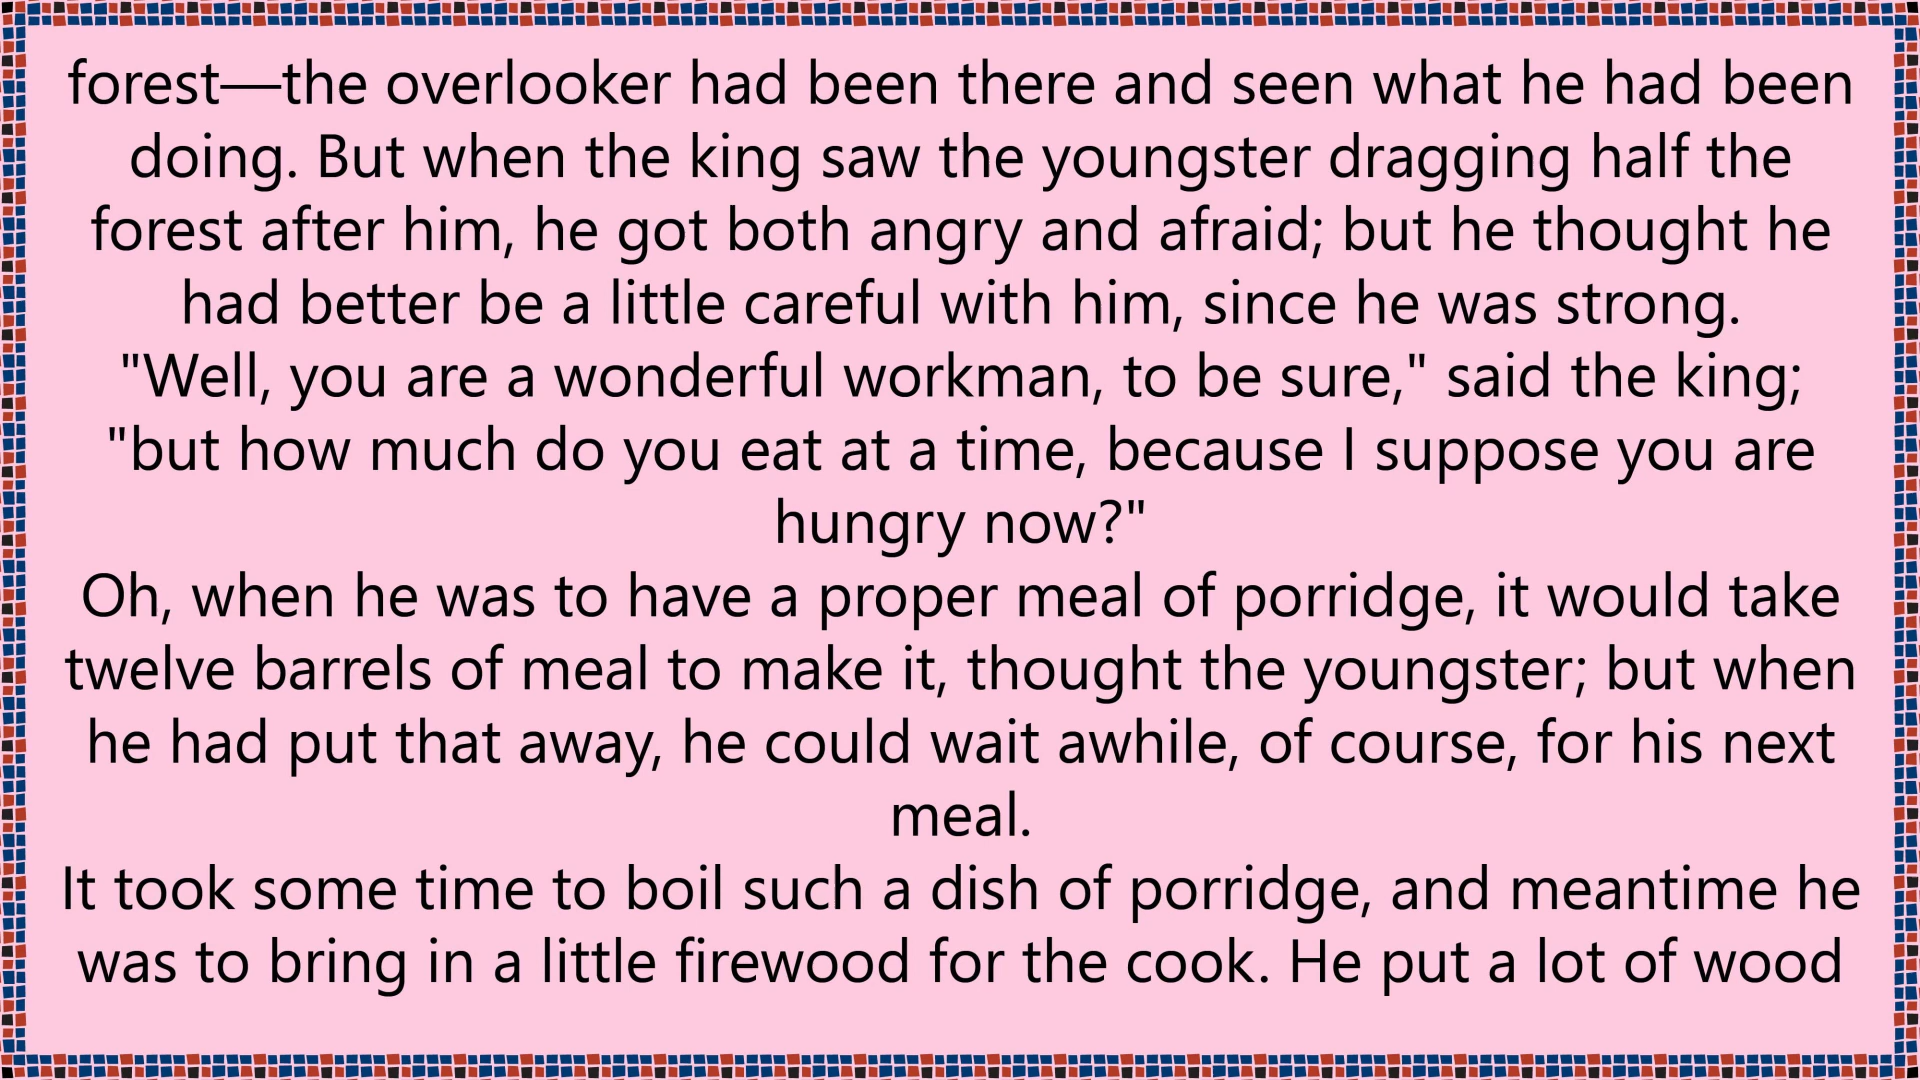 forest—the overlooker had been there and seen what he had been
doing. But when the king saw the youngster dragging half the
forest after him, he got both angry and afraid; but he thought he
had better be a little careful with him, since he was strong.
"Well, you are a wonderful workman, to be sure," said the king;
"but how much do you eat at a time, because I suppose you are
hungry now?"
Oh, when he was to have a proper meal of porridge, it would take
twelve barrels of meal to make it, thought the youngster; but when
he had put that away, he could wait awhile, of course, for his next
meal.
It took some time to boil such a dish of porridge, and meantime he
was to bring in a little firewood for the cook. He put a lot of wood